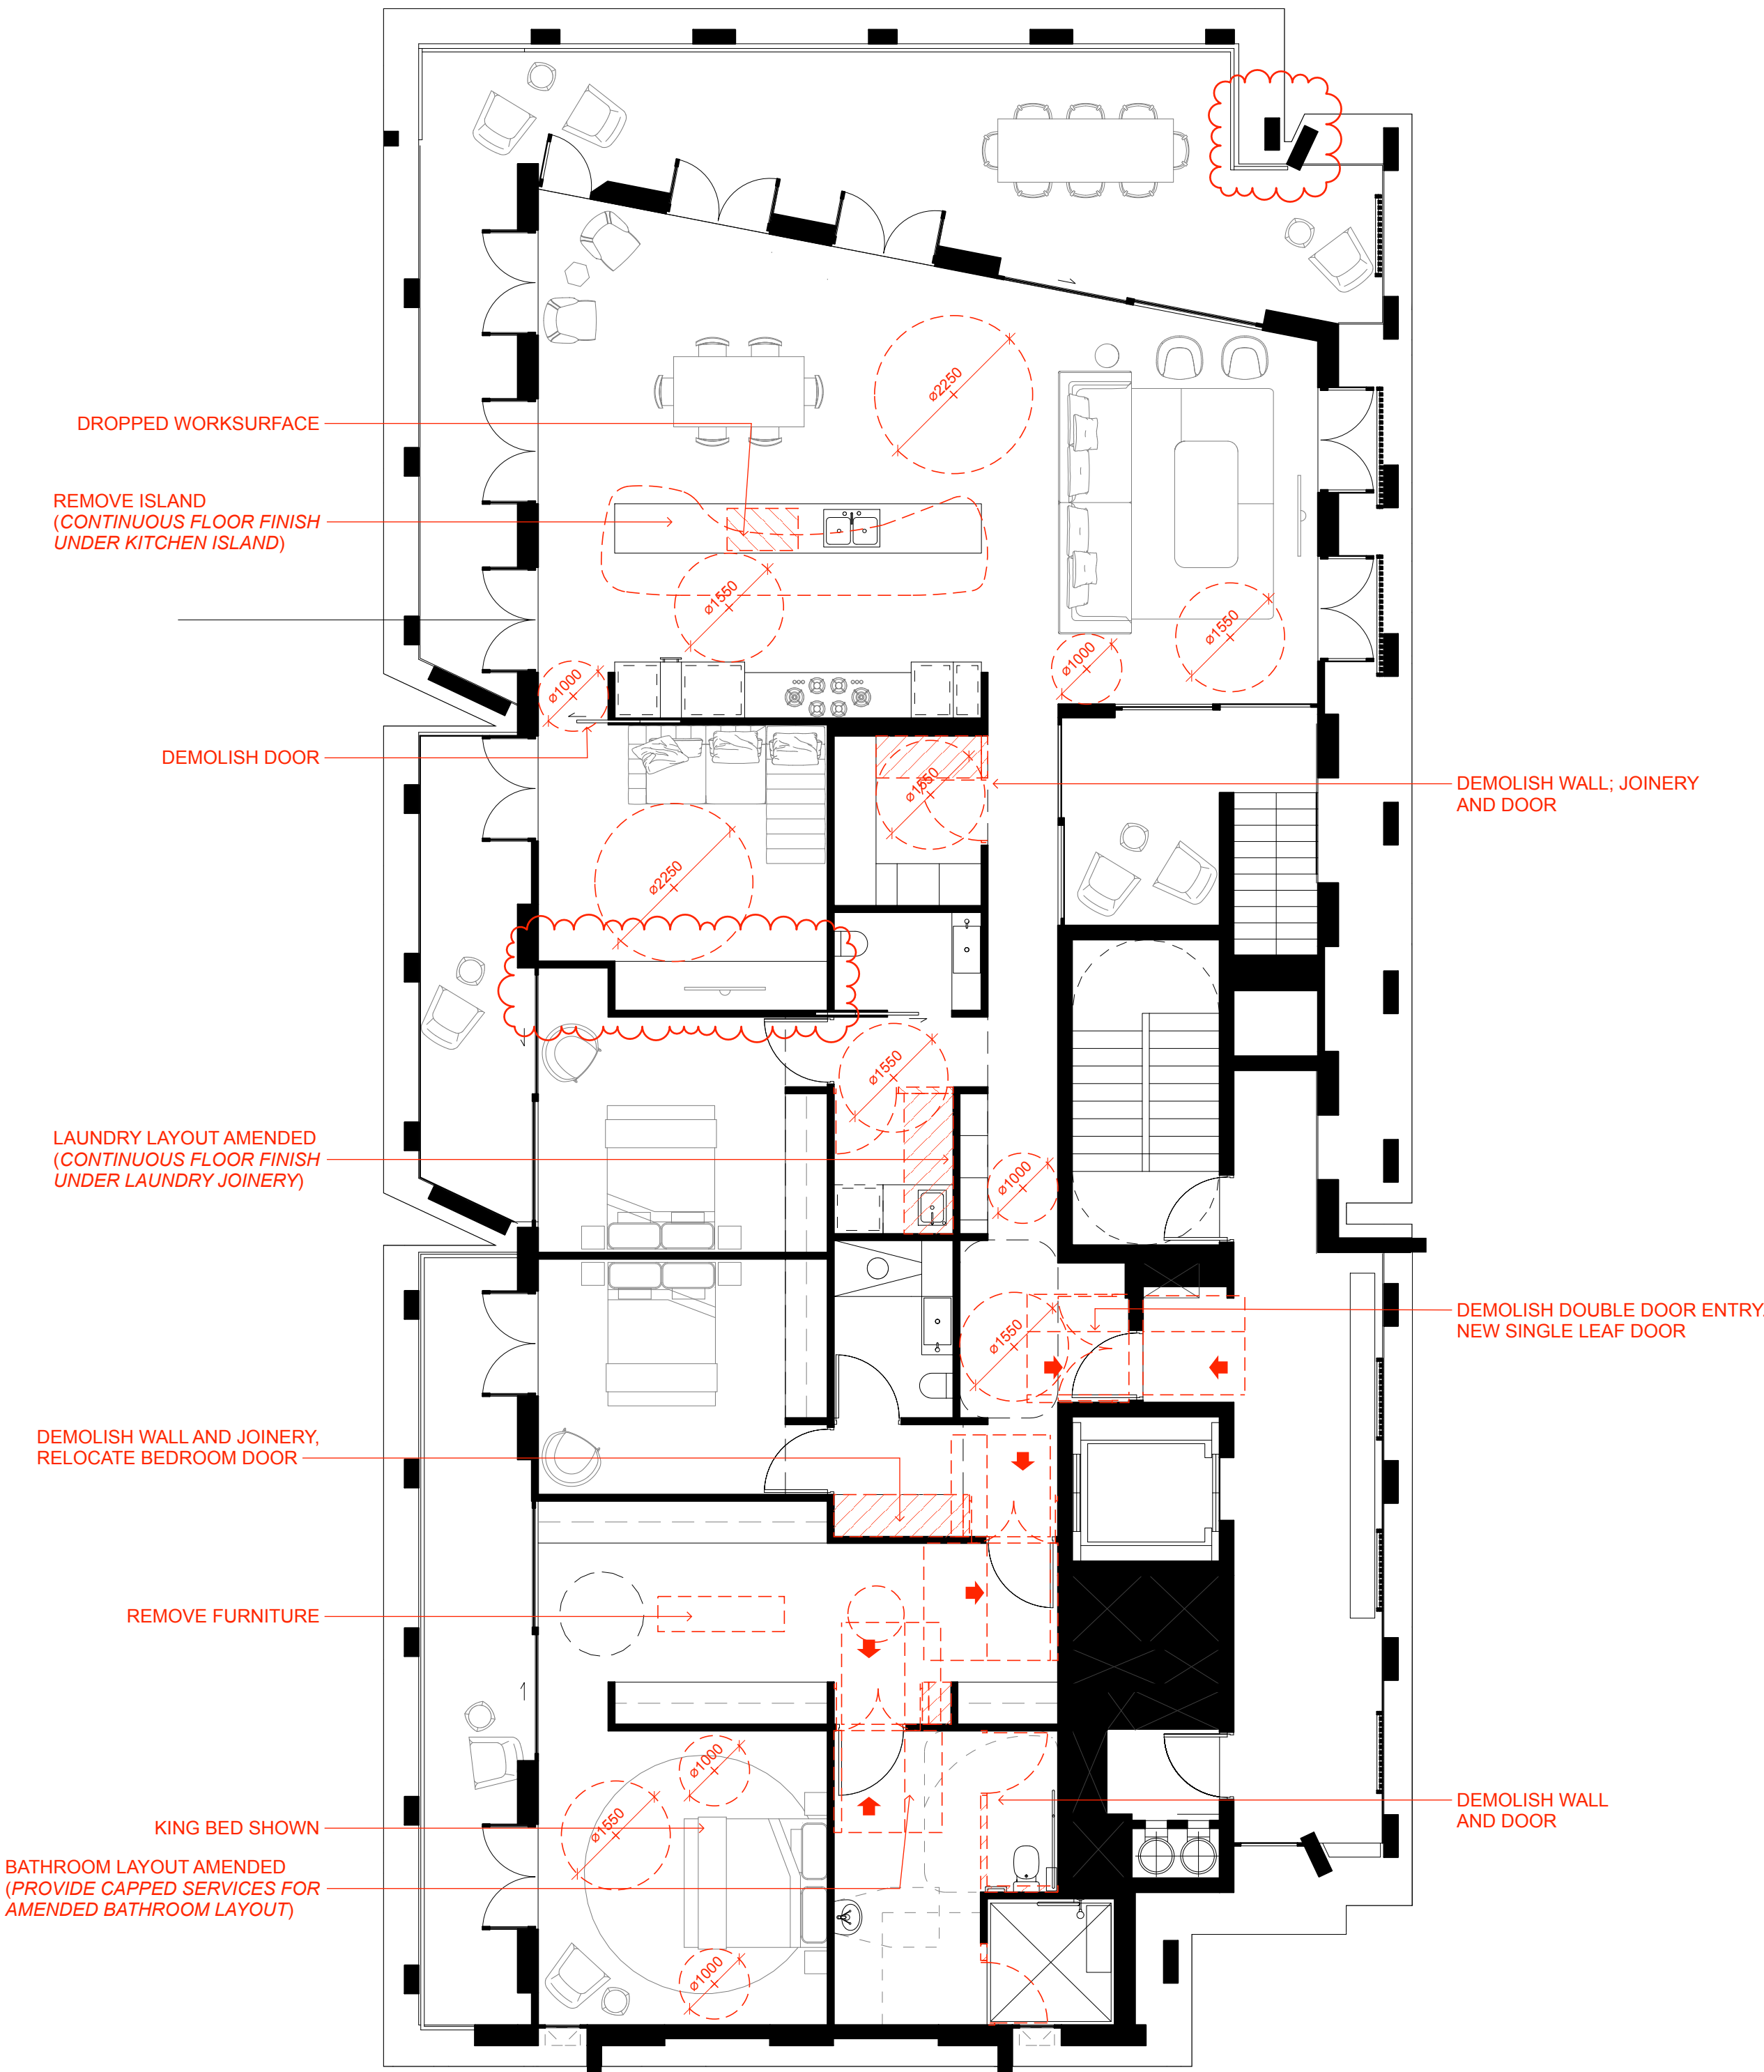 ø2250
DROPPED WORKSURFACE
REMOVE ISLAND
(CONTINUOUS FLOOR FINISH
UNDER KITCHEN ISLAND)
ø1550
ø1550
ø1000
ø1000
DEMOLISH DOOR
ø1550
DEMOLISH WALL; JOINERY
AND DOOR
ø2250
ø1550
LAUNDRY LAYOUT AMENDED
(CONTINUOUS FLOOR FINISH
UNDER LAUNDRY JOINERY)
ø1000
DEMOLISH DOUBLE DOOR ENTRY.
NEW SINGLE LEAF DOOR
ø1550
DEMOLISH WALL AND JOINERY,
RELOCATE BEDROOM DOOR
REMOVE FURNITURE
ø1000
ø1550
DEMOLISH WALL
AND DOOR
KING BED SHOWN
BATHROOM LAYOUT AMENDED
(PROVIDE CAPPED SERVICES FOR
AMENDED BATHROOM LAYOUT)
ø1000